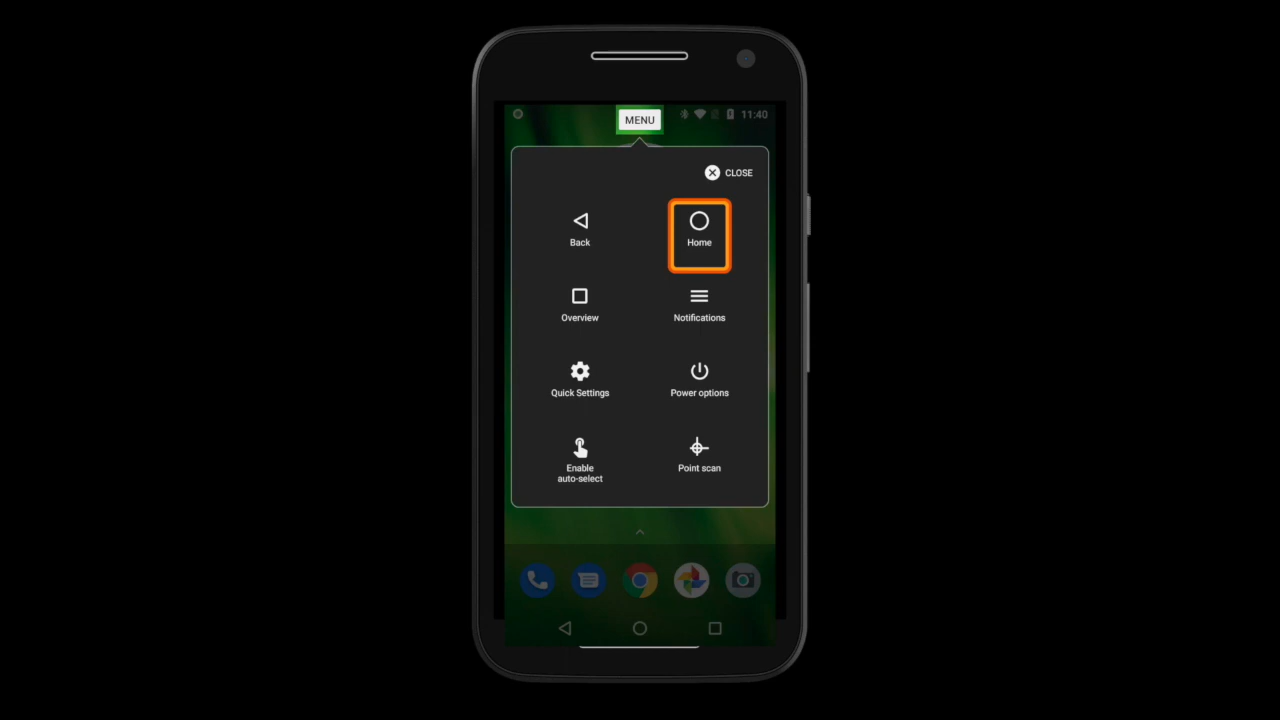 MENU
11:40
CLOSE
Back
Home
Overview
Notifications
Quick Settings
Power options
Enable
auto-select
Point scan